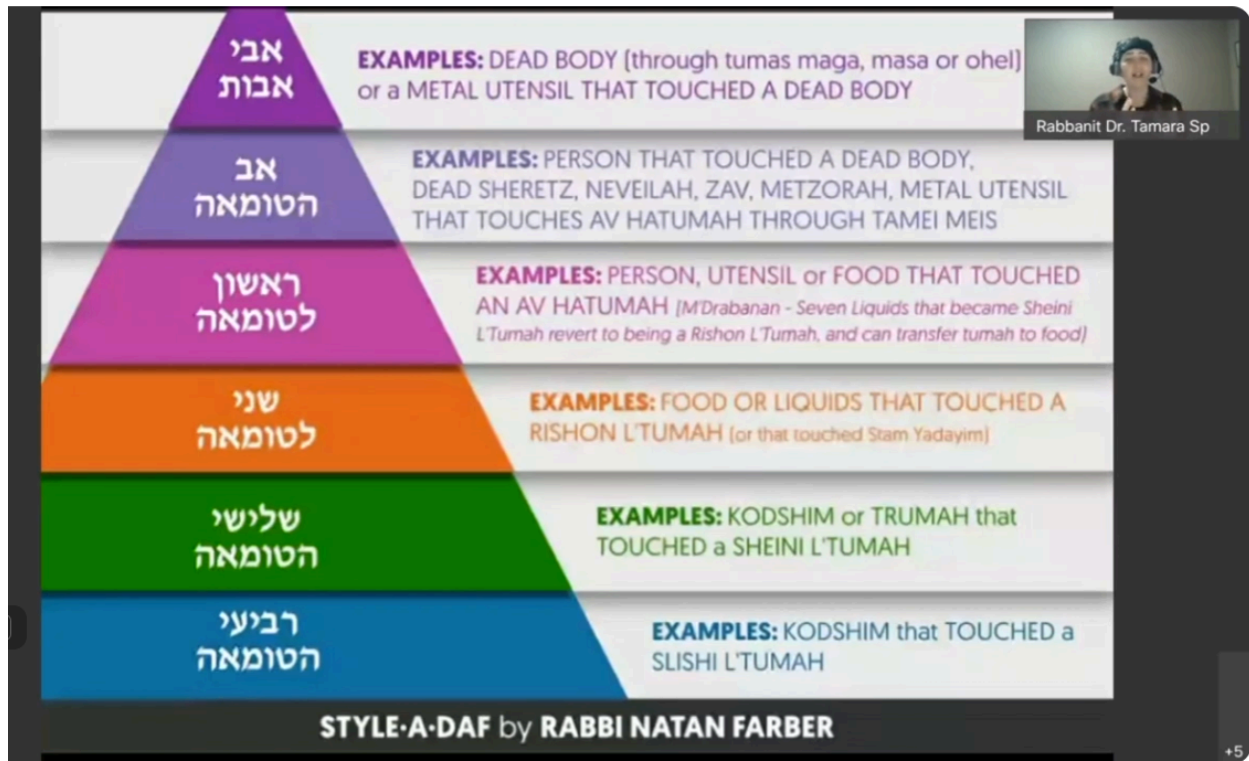 אבי
אבות
EXAMPLES: DEAD BODY (through tumas maga, masa or ohel)
or a METAL UTENSIL THAT TOUCHED A DEAD BODY
Rabbanit Dr. Tamara Sp
אב
הטומאה
EXAMPLES: PERSON THAT TOUCHED A DEAD BODY,
DEAD SHERETZ, NEVEILAH, ZAV, METZORAH, METAL UTENSIL
THAT TOUCHES AV HATUMAH THROUGH TAMEI MEIS
ראשון
לטומאה
EXAMPLES: PERSON, UTENSIL or FOOD THAT TOUCHED
AN AV HATUMAH [M'Drabanan - Seven Liquids that became Sheini
L'Tumah revert to being a Rishon L'Tumah, and can transfer tumah to food]
שני
לטומאה
EXAMPLES: FOOD OR LIQUIDS THAT TOUCHED A
RISHON L'TUMAH (or that touched Stam Yadayim)
שלישי
הטומאה
EXAMPLES: KODSHIM or TRUMAH that
TOUCHED a SHEINI L'TUMAH
רביעי
הטומאה
EXAMPLES: KODSHIM that TOUCHED a
SLISHI L'TUMAH
STYLE·A·DAF by RABBI NATAN FARBER
+5